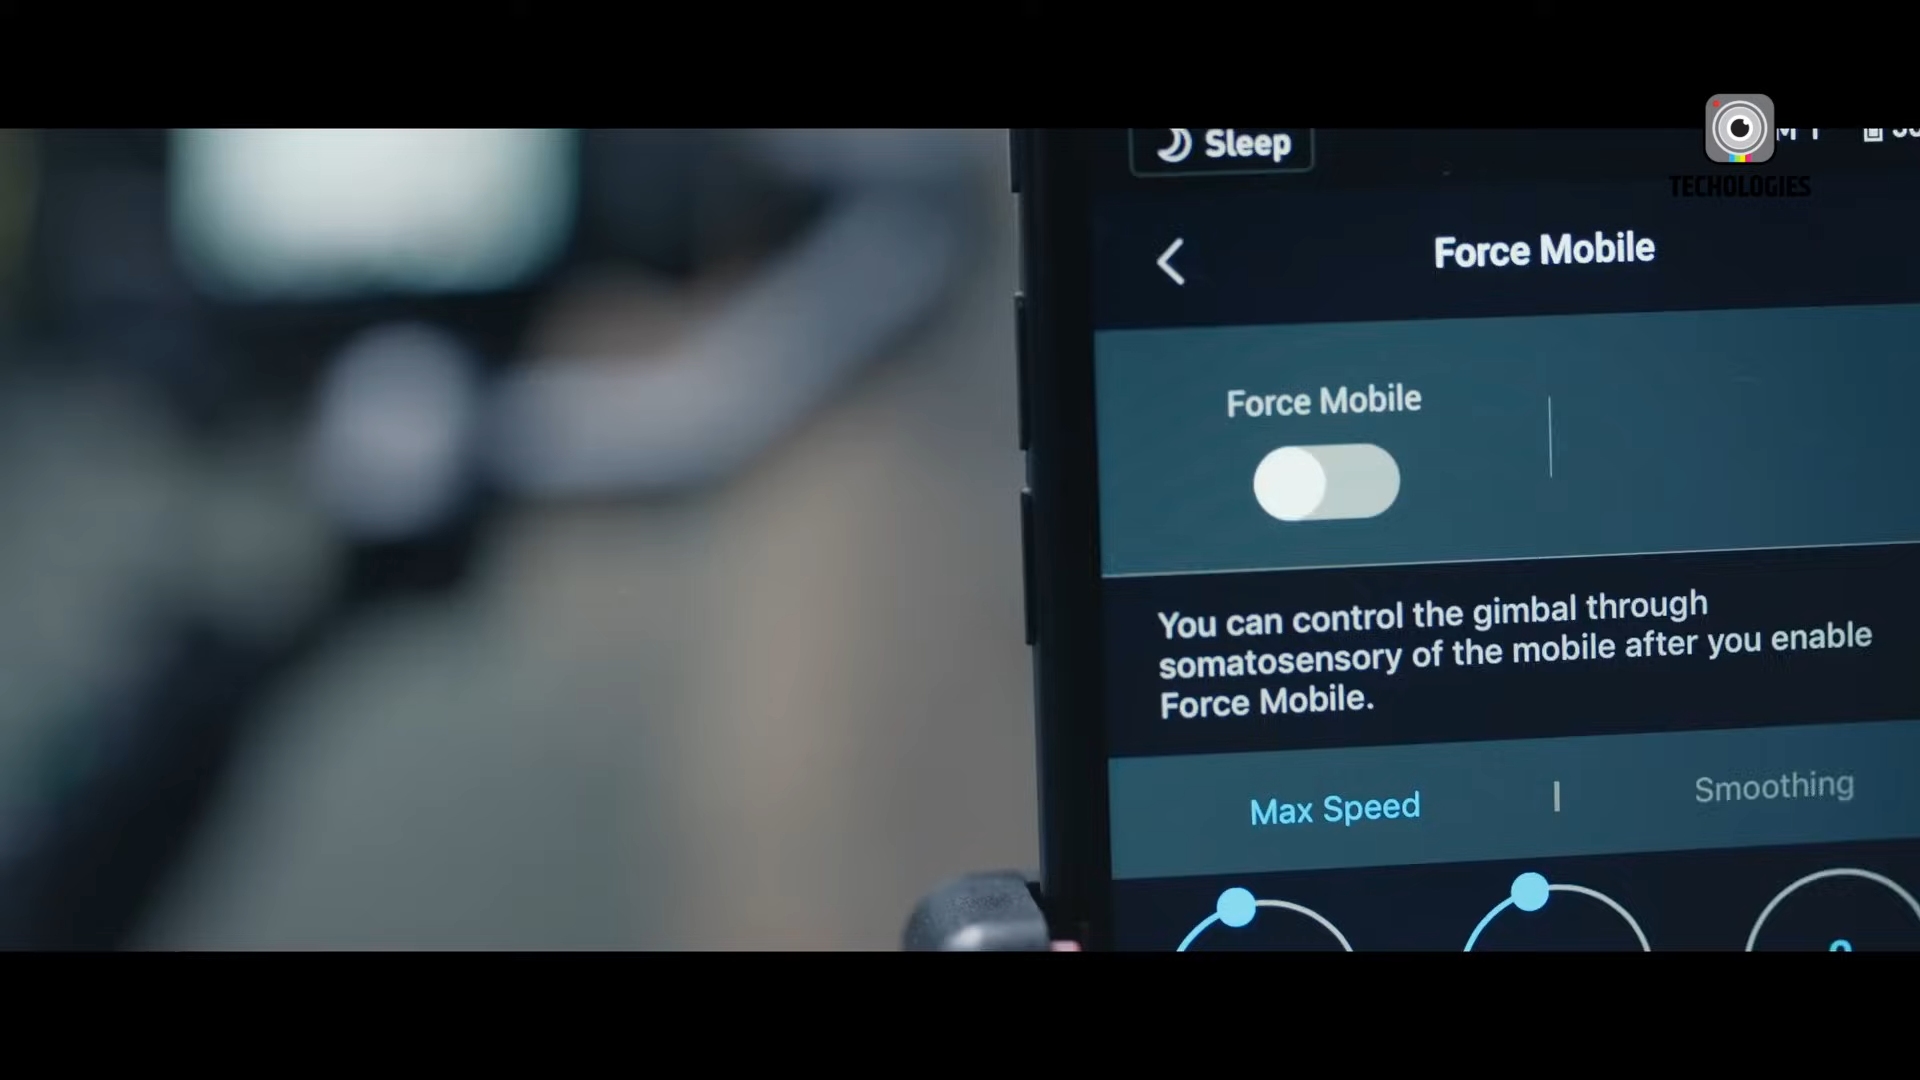 Sleep
TECHOLOGIES
Force Mobile
Force Mobile
You can control the gimbal through
somatosensory of the mobile after you enable
Force Mobile.
Max Speed | Smoothing